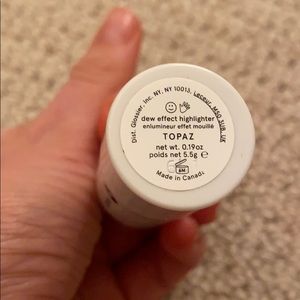 Dist. Glossier, Inc. NY, NY 10013,
dew effect highlighter
enlumineur effet mouillé
TOPAZ
net wt. 0.19oz
poids net 5.5g ℮
6M
Made in Canada